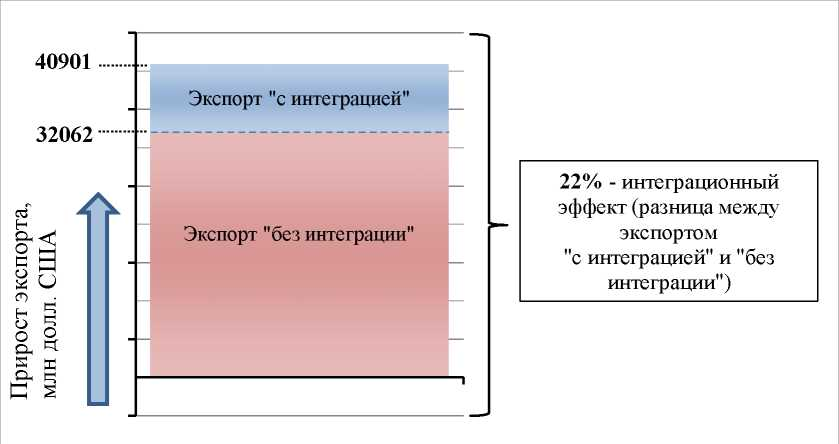 40901
Экспорт "с интеграцией"
32062
Экспорт "без интеграции"
Прирост экспорта,
млн долл. США
22% - интеграционный
эффект (разница между
экспортом
"с интеграцией" и "без
интеграции")